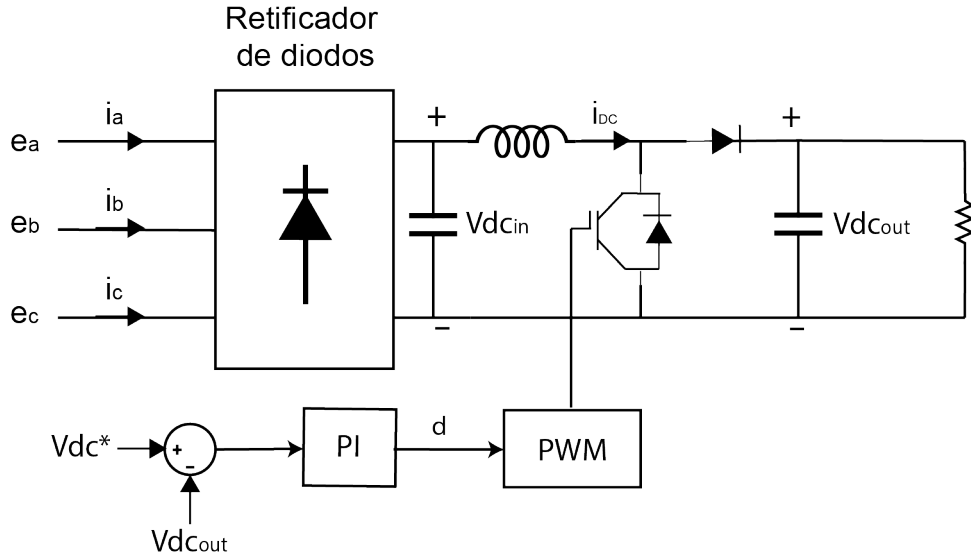 Retificador
de diodos
ea
ia
eb
ib
ec
ic
+
Vdcin
−
iDC
+
Vdcout
−
Vdc*
+
-
Vdcout
PI
d
PWM